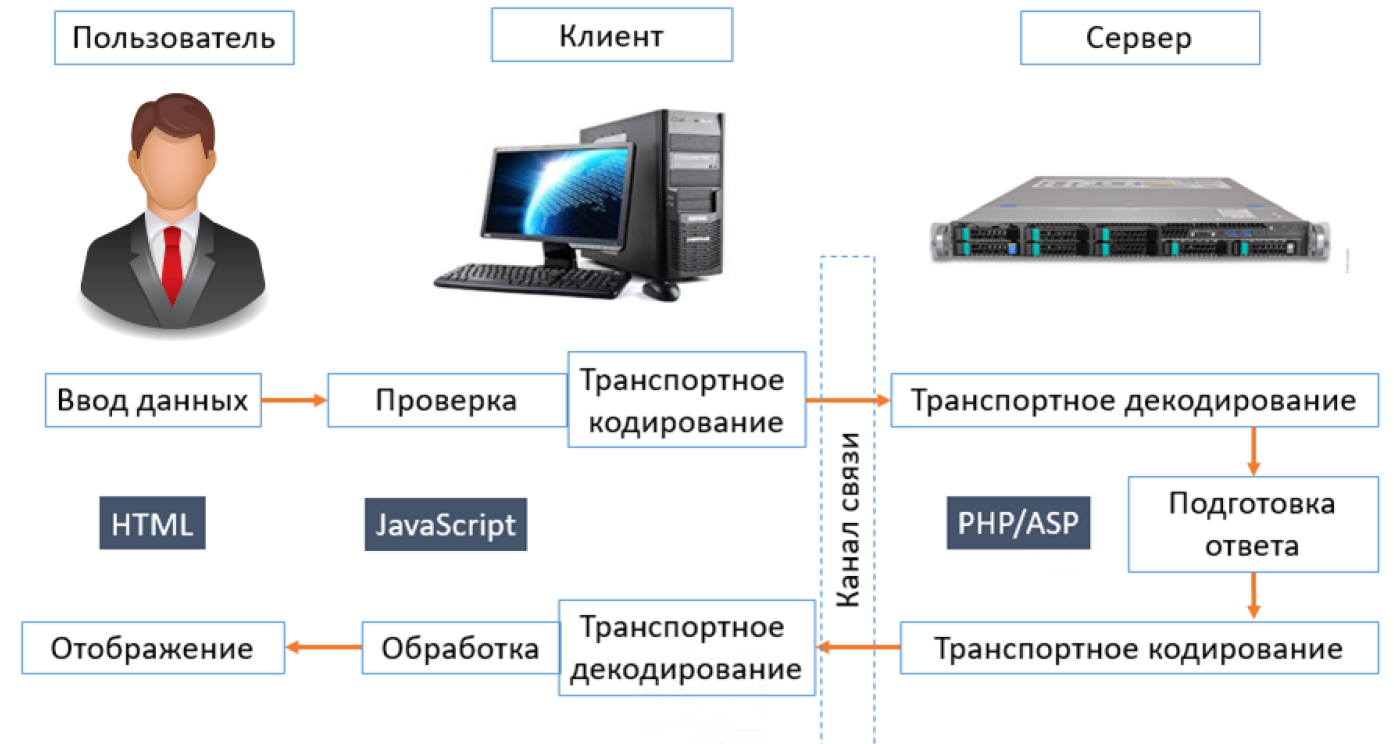 Пользователь
Клиент
Сервер
Ввод данных
Проверка
Транспортное
кодирование
Транспортное декодирование
Канал связи
HTML
JavaScript
PHP/ASP
Подготовка
ответа
Отображение
Обработка
Транспортное
декодирование
Транспортное кодирование